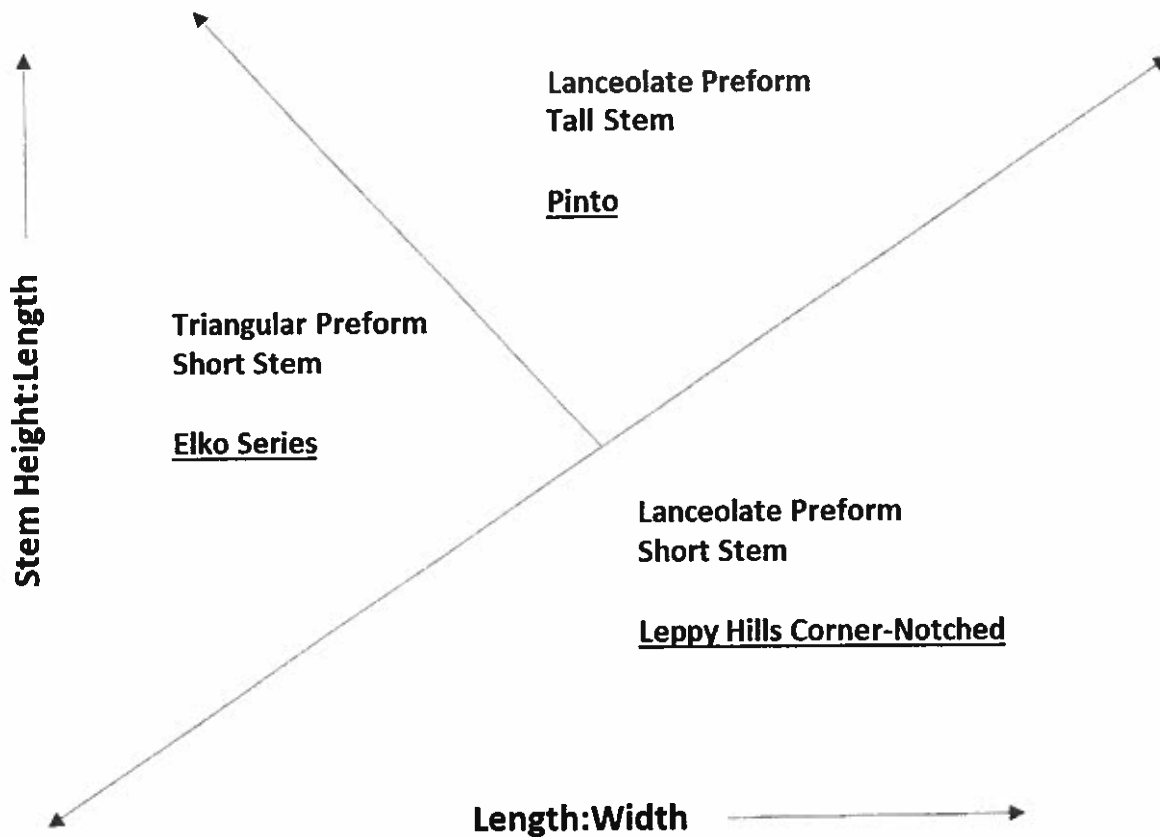 Lanceolate Preform
Tall Stem
Pinto
Stem Height:Length
Triangular Preform
Short Stem
Elko Series
Lanceolate Preform
Short Stem
Leppy Hills Corner-Notched
Length:Width